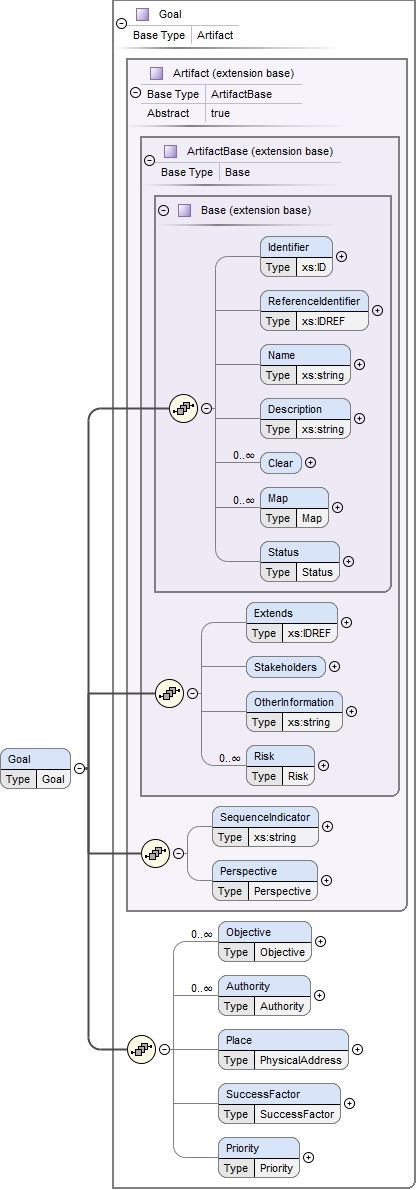 Goal
Base Type Artifact
Artifact (extension base)
Base Type ArtifactBase
Abstract true
ArtifactBase (extension base)
Base Type Base
Base (extension base)
Identifier
Type xs:ID
ReferenceIdentifier
Type xs:IDREF
Name
Type xs:string
Description
Type xs:string
0..∞ Clear
0..∞ Map
Type Map
Status
Type Status
Extends
Type xs:IDREF
Stakeholders
OtherInformation
Type xs:string
0..∞ Risk
Type Risk
Goal
Type Goal
SequenceIndicator
Type xs:string
Perspective
Type Perspective
0..∞ Objective
Type Objective
0..∞ Authority
Type Authority
Place
Type PhysicalAddress
SuccessFactor
Type SuccessFactor
Priority
Type Priority